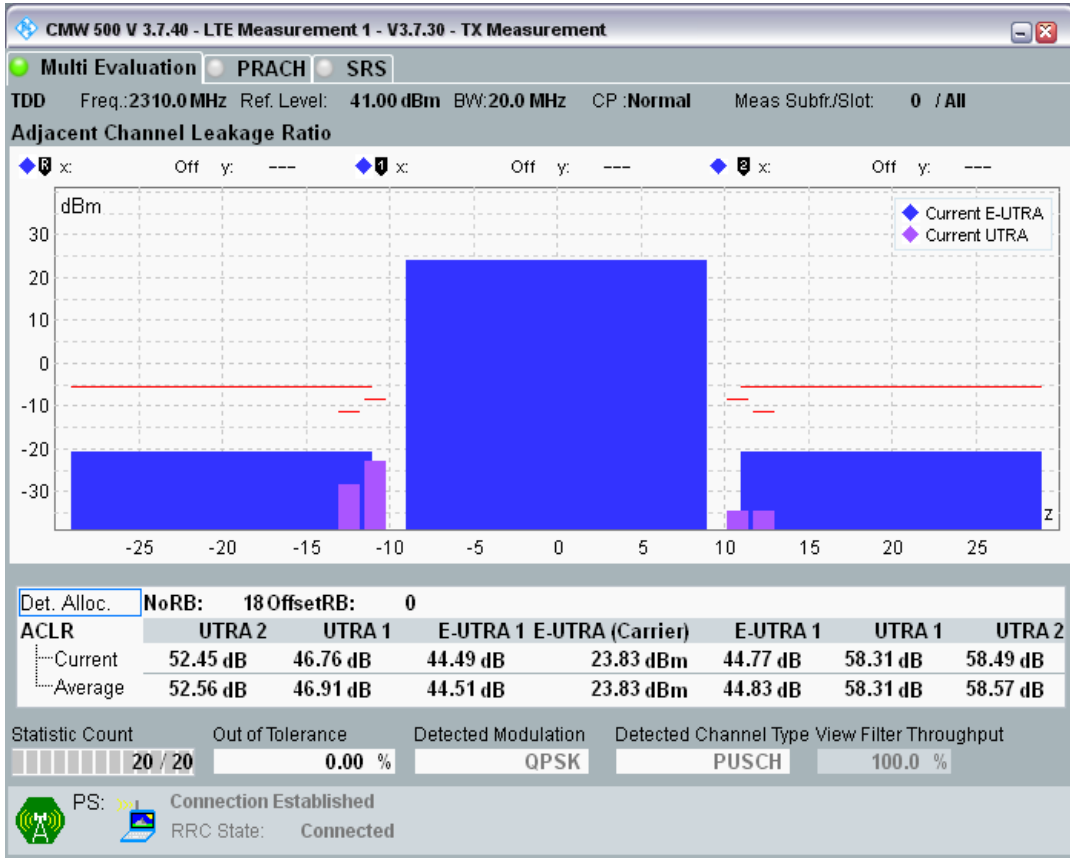 CMW 500 V 3.7.40 - LTE Measurement 1 - V3.7.30 - TX Measurement
Multi Evaluation PRACH SRS
TDD Freq.:2310.0 MHz Ref. Level: 41.00 dBm BW:20.0 MHz CP :Normal Meas Subfr./Slot: 0 / All
Adjacent Channel Leakage Ratio
R x: Off y: --- 1 x: Off y: --- 2 x: Off y: ---
dBm
Current E-UTRA
Current UTRA
30
20
10
0
-10
-20
-30
z
-25 -20 -15 -10 -5 0 5 10 15 20 25
Det. Alloc. NoRB: 18 OffsetRB: 0
ACLR UTRA 2 UTRA 1 E-UTRA 1 E-UTRA (Carrier) E-UTRA 1 UTRA 1 UTRA 2
Current 52.45 dB 46.76 dB 44.49 dB 23.83 dBm 44.77 dB 58.31 dB 58.49 dB
Average 52.56 dB 46.91 dB 44.51 dB 23.83 dBm 44.83 dB 58.31 dB 58.57 dB
Statistic Count Out of Tolerance Detected Modulation Detected Channel Type View Filter Throughput
20 / 20 0.00 % QPSK PUSCH 100.0 %
PS: Connection Established
RRC State: Connected